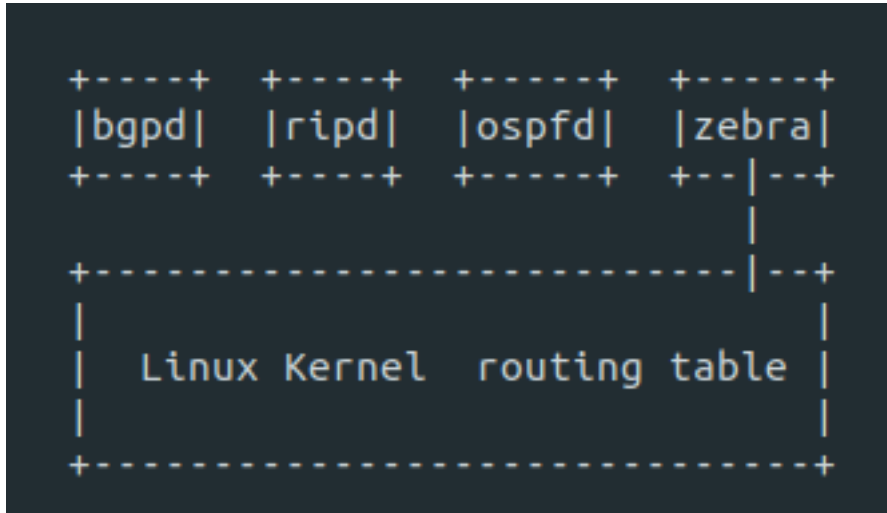 +----+  +----+  +-----+  +-----+
|bgpd|  |ripd|  |ospfd|  |zebra|
+----+  +----+  +-----+  +--|--+
                            |
+---------------------------|--+
|                              |
|  Linux Kernel  routing table |
|                              |
+------------------------------+